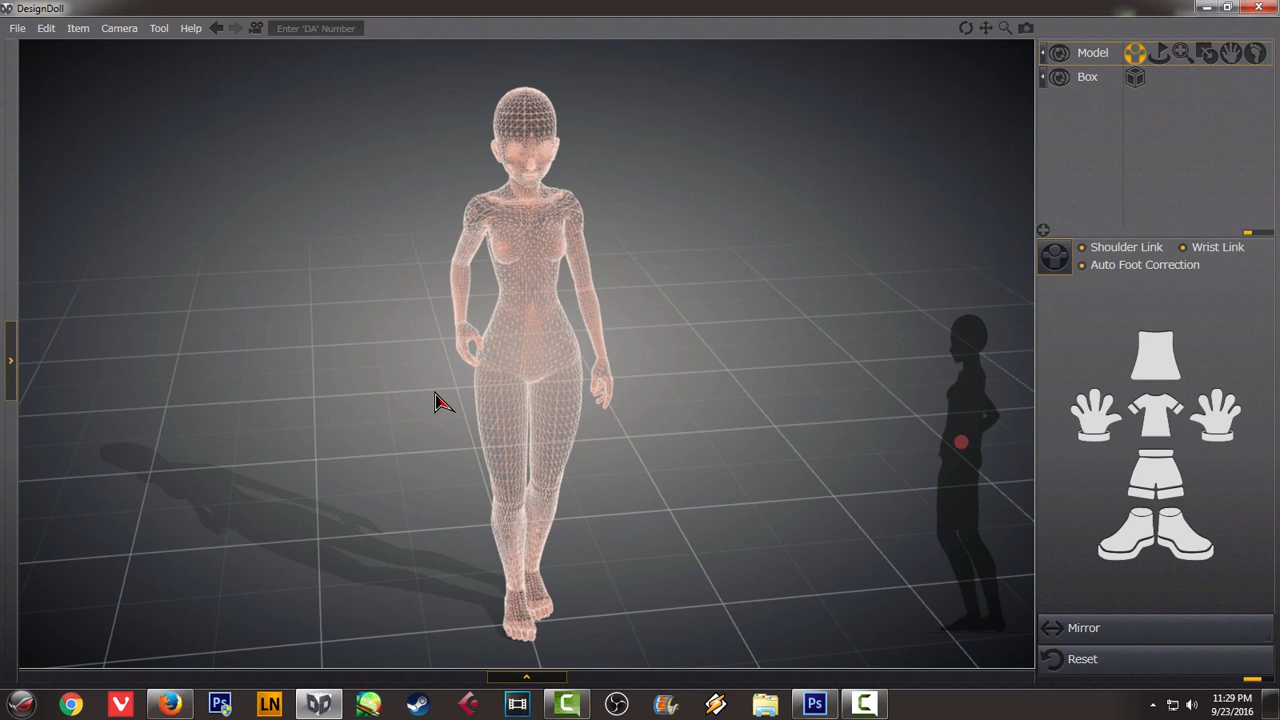 DesignDoll
File Edit Item Camera Tool Help Enter 'DA' Number
Model
Box
Shoulder Link Wrist Link
Auto Foot Correction
Mirror
Reset
LN
Ps
11:29 PM
9/23/2016